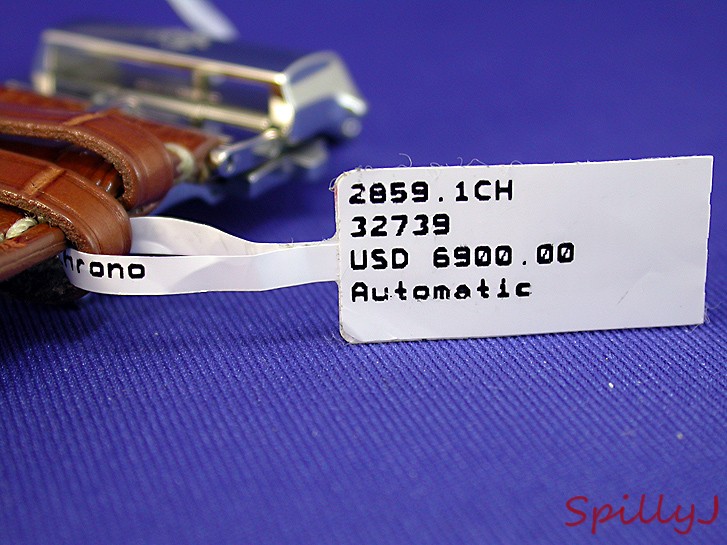 2859.1CH
32739
USD 6900.00
Automatic
hrono
SpillyJ